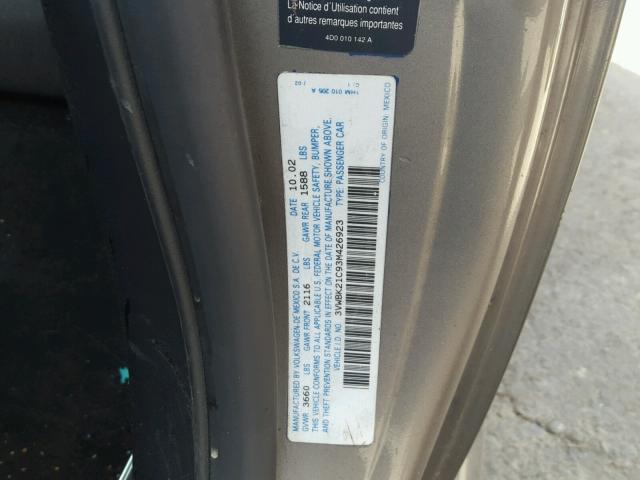 La Notice d'Utilisation contient
d'autres remarques importantes
4D0 010 142 A
1HM 010 205 A
MANUFACTURED BY VOLKSWAGEN DE MEXICO S.A. DE C.V. DATE 10.02
GVWR 3660 LBS GAWR FRONT 2116 LBS GAWR REAR 1588 LBS
THIS VEHICLE CONFORMS TO ALL APPLICABLE U.S. FEDERAL MOTOR VEHICLE SAFETY, BUMPER,
AND THEFT PREVENTION STANDARDS IN EFFECT ON THE DATE OF MANUFACTURE SHOWN ABOVE.
VEHICLE I.D. NO. 3VWBK21C93M426923 TYPE: PASSENGER CAR
COUNTRY OF ORIGIN: MEXICO